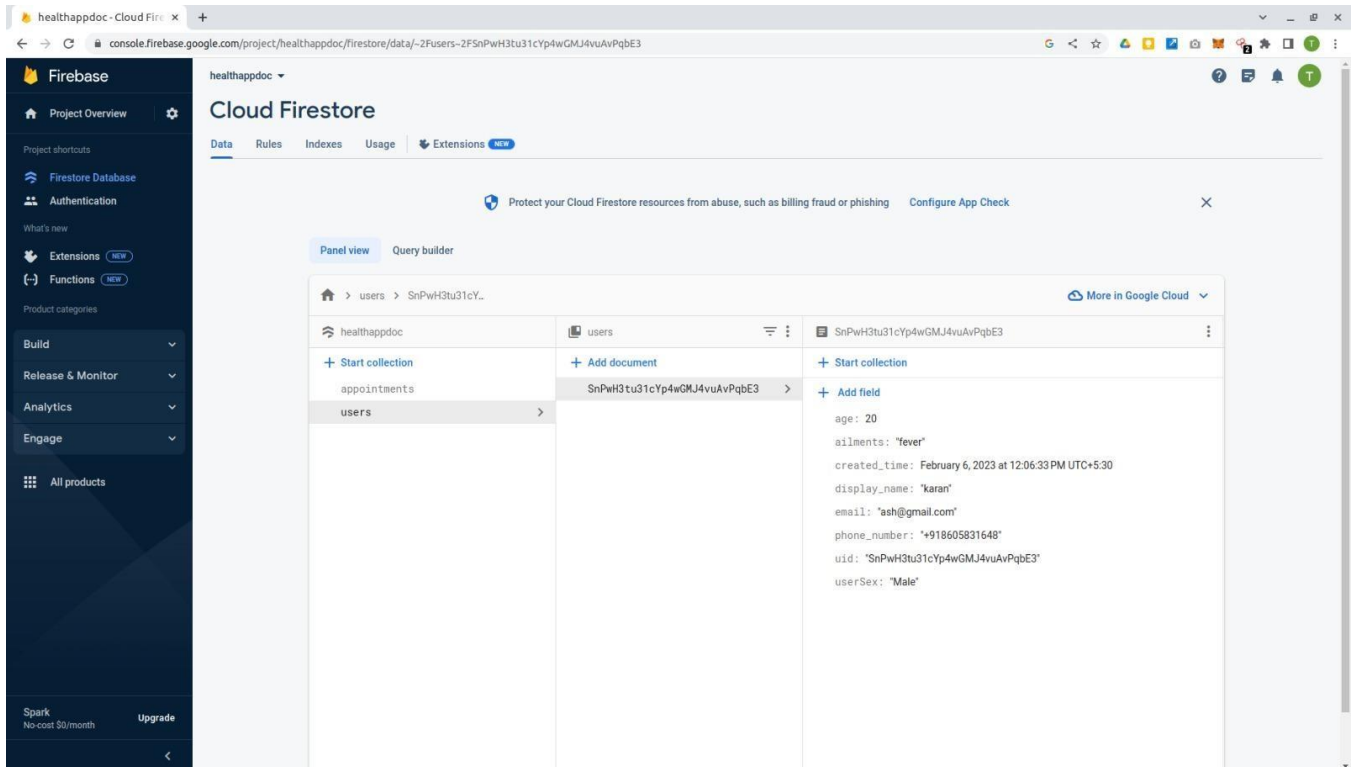 healthappdoc - Cloud Fire
console.firebase.google.com/project/healthappdoc/firestore/data/~2Fusers~2FSnPwH3tu31cYp4wGMJ4vuAvPqbE3
G
2
T
Firebase
Project Overview
Project shortcuts
Firestore Database
Authentication
What's new
Extensions NEW
Functions NEW
Product categories
Build
Release & Monitor
Analytics
Engage
All products
Spark
No-cost $0/month
Upgrade
healthappdoc
T
Cloud Firestore
Data Rules Indexes Usage Extensions NEW
Protect your Cloud Firestore resources from abuse, such as billing fraud or phishing Configure App Check
Panel view Query builder
> users > SnPwH3tu31cY…
More in Google Cloud
healthappdoc
+ Start collection
appointments
users
users
+ Add document
SnPwH3tu31cYp4wGMJ4vuAvPqbE3
SnPwH3tu31cYp4wGMJ4vuAvPqbE3
+ Start collection
+ Add field
age: 20
ailments: "fever"
created_time: February 6, 2023 at 12:06:33 PM UTC+5:30
display_name: "karan"
email: "ash@gmail.com"
phone_number: "+918605831648"
uid: "SnPwH3tu31cYp4wGMJ4vuAvPqbE3"
userSex: "Male"